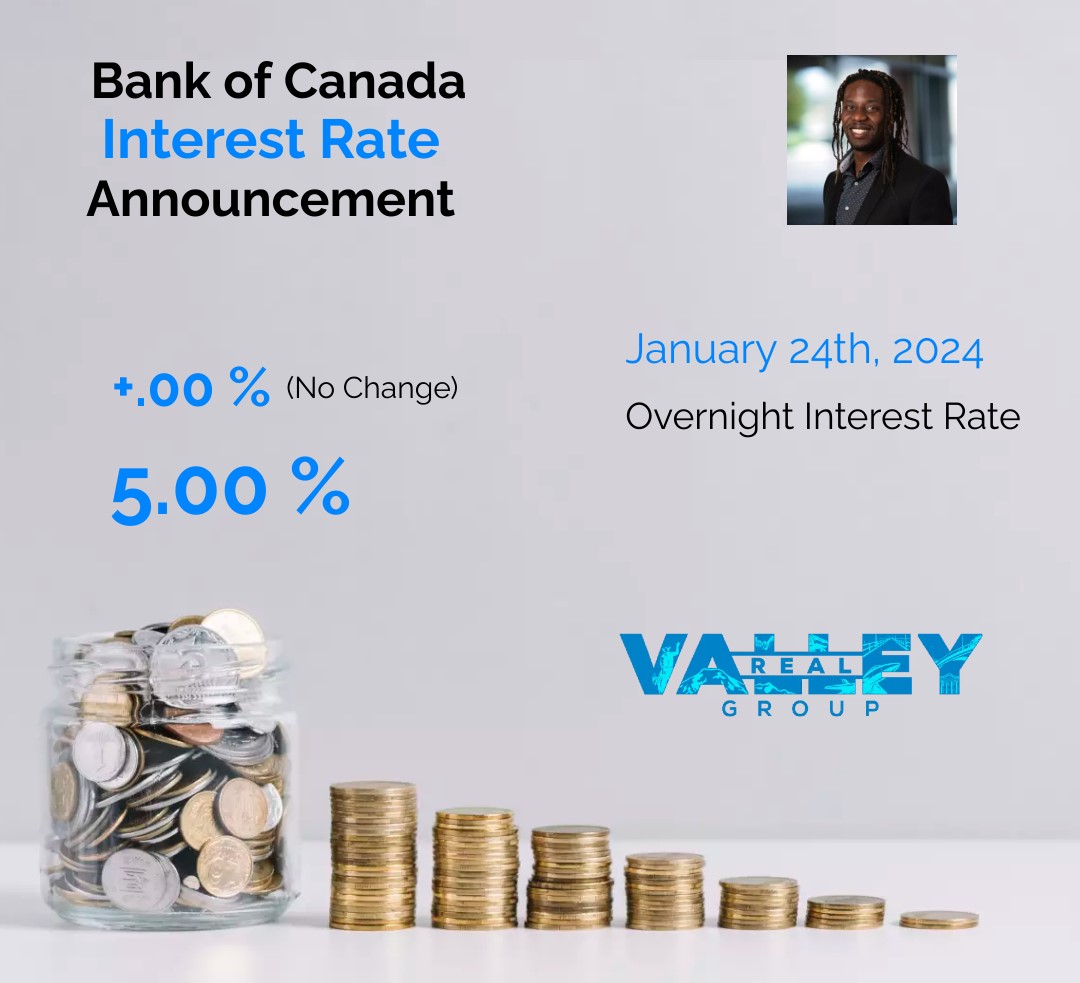 Bank of Canada
Interest Rate
Announcement
+.00 % (No Change)
5.00 %
January 24th, 2024
Overnight Interest Rate
VALLEY
REAL
GROUP